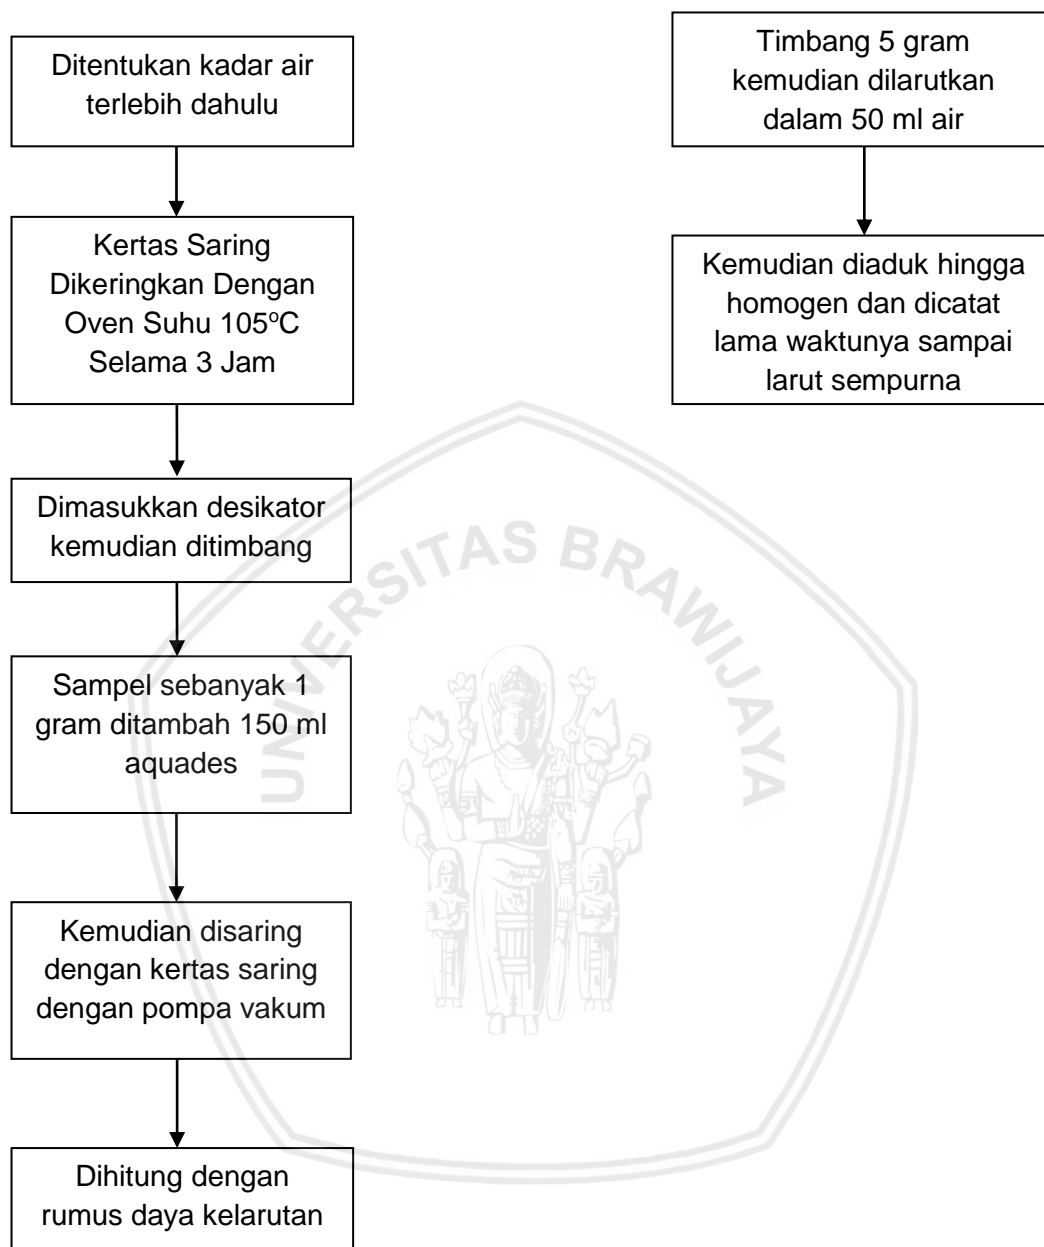 Ditentukan kadar air
terlebih dahulu
Kertas Saring
Dikeringkan Dengan
Oven Suhu 105ºC
Selama 3 Jam
Dimasukkan desikator
kemudian ditimbang
Sampel sebanyak 1
gram ditambah 150 ml
aquades
Kemudian disaring
dengan kertas saring
dengan pompa vakum
Dihitung dengan
rumus daya kelarutan
Timbang 5 gram
kemudian dilarutkan
dalam 50 ml air
Kemudian diaduk hingga
homogen dan dicatat
lama waktunya sampai
larut sempurna
UNIVERSITAS BRAWIJAYA